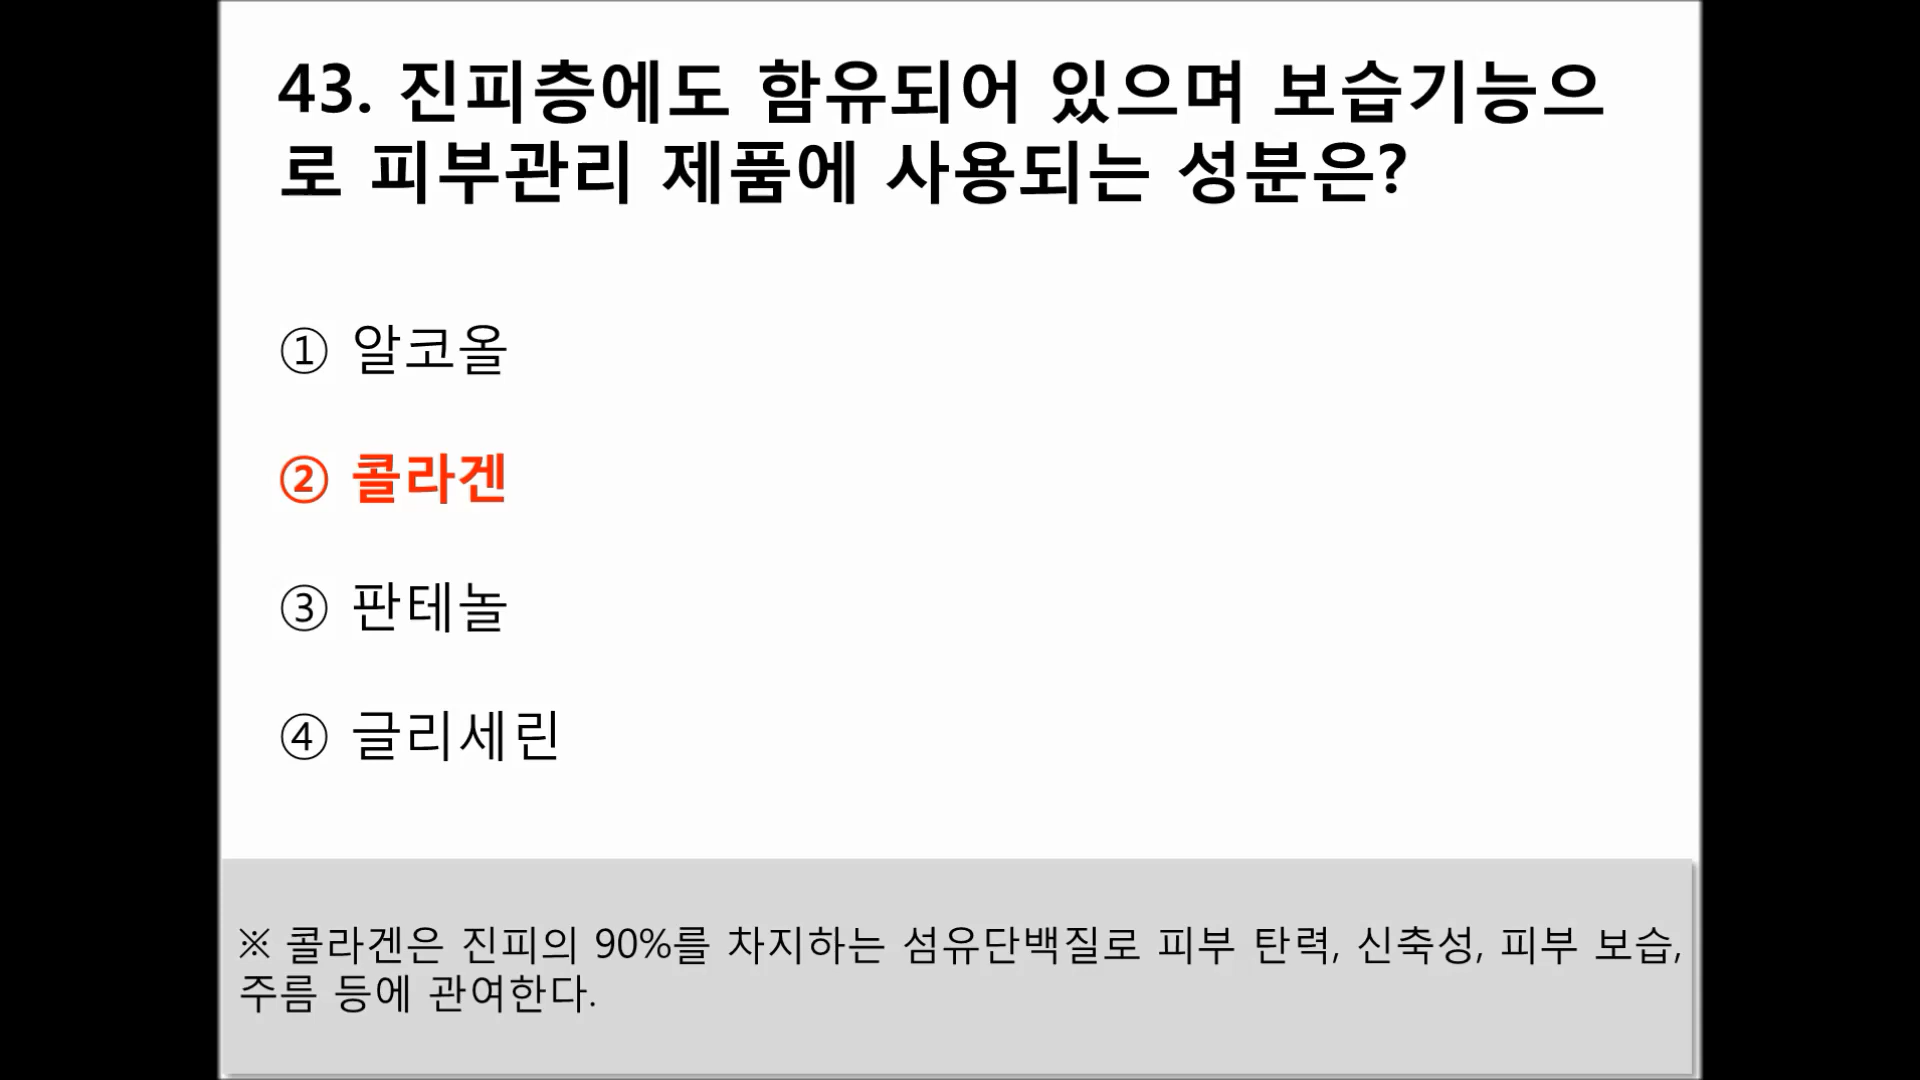 43. 진피층에도 함유되어 있으며 보습기능으
로 피부관리 제품에 사용되는 성분은?
① 알코올
② 콜라겐
③ 판테놀
④ 글리세린
※ 콜라겐은 진피의 90%를 차지하는 섬유단백질로 피부 탄력, 신축성, 피부 보습,
주름 등에 관여한다.